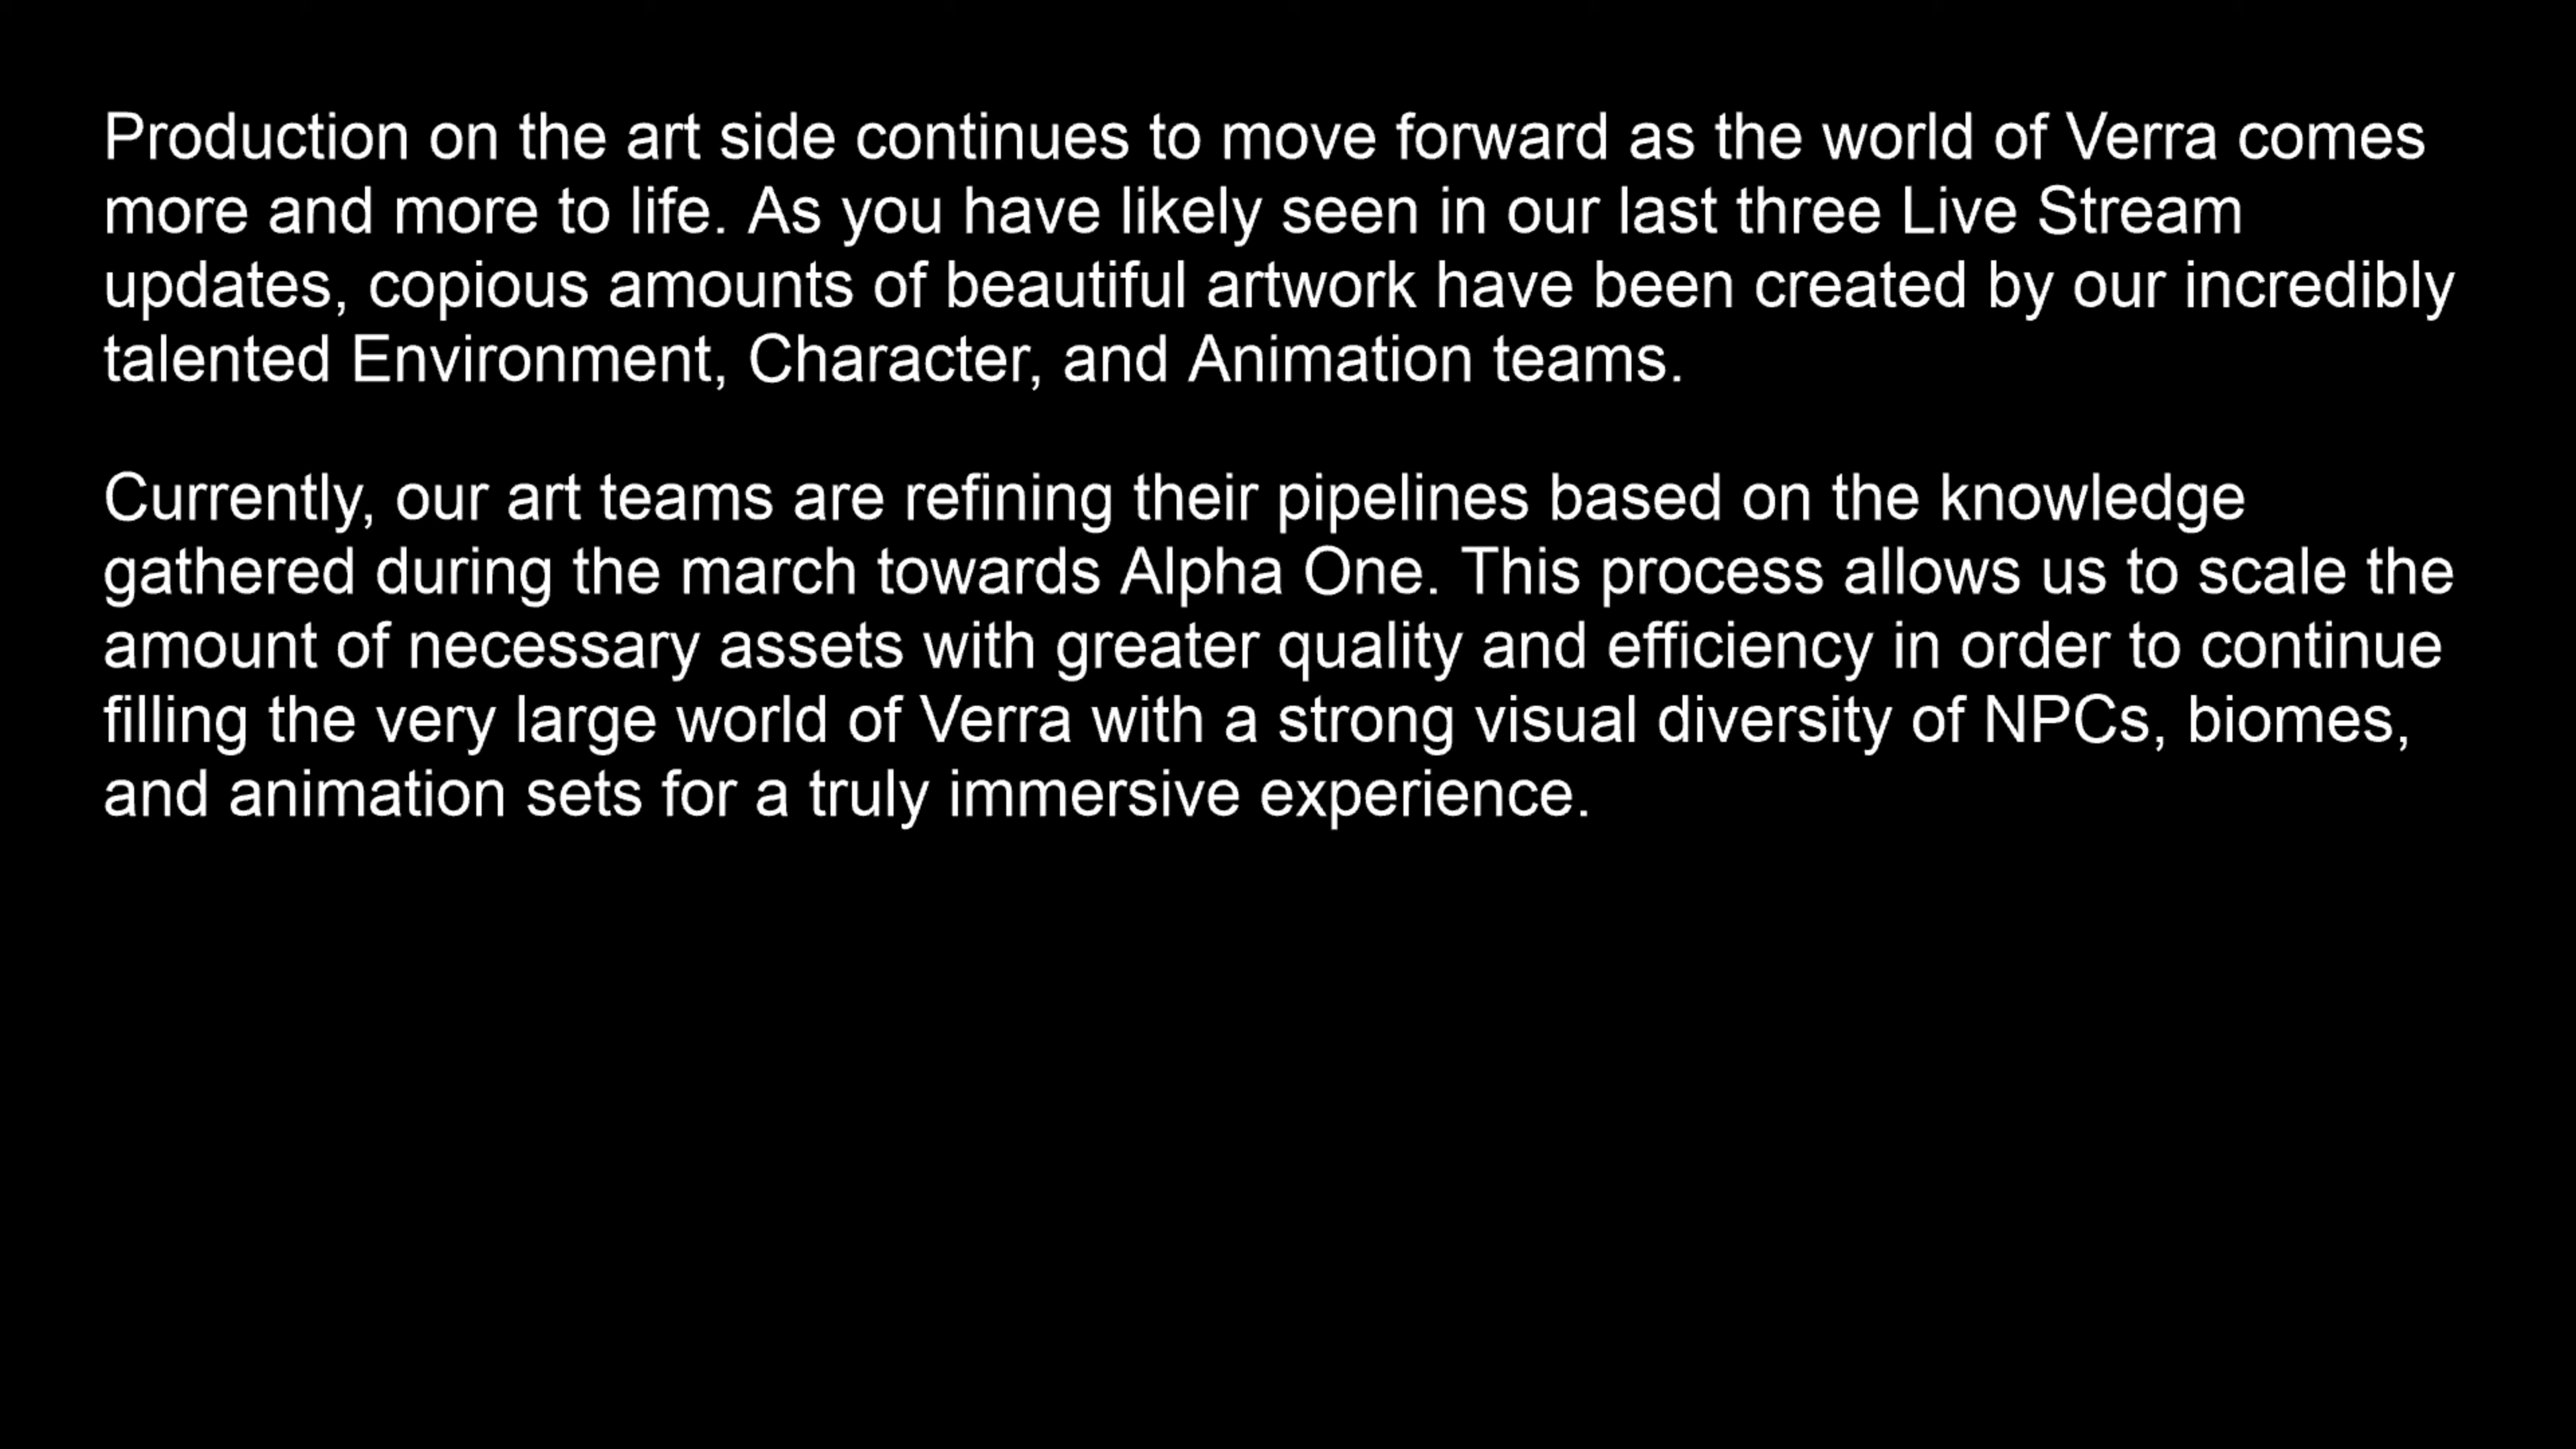 Production on the art side continues to move forward as the world of Verra comes
more and more to life. As you have likely seen in our last three Live Stream
updates, copious amounts of beautiful artwork have been created by our incredibly
talented Environment, Character, and Animation teams.
Currently, our art teams are refining their pipelines based on the knowledge
gathered during the march towards Alpha One. This process allows us to scale the
amount of necessary assets with greater quality and efficiency in order to continue
filling the very large world of Verra with a strong visual diversity of NPCs, biomes,
and animation sets for a truly immersive experience.